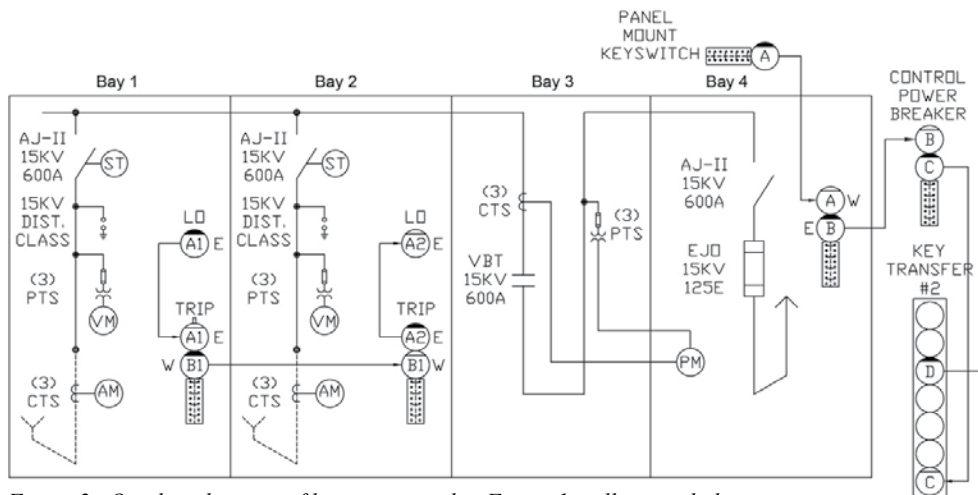 PANEL
MOUNT
KEYSWITCH
A
Bay 1
Bay 2
Bay 3
Bay 4
CONTROL
POWER
BREAKER
B
C
AJ-II
15KV
600A
ST
15KV
DIST.
CLASS
(3)
PTS
VM
(3)
CTS
AM
LO
A1 E
TRIP
A1 E
W B1
AJ-II
15KV
600A
ST
15KV
DIST.
CLASS
(3)
PTS
VM
(3)
CTS
AM
LO
A2 E
TRIP
A2 E
B1 W
(3)
CTS
VBT
15KV
600A
(3)
PTS
PM
AJ-II
15KV
600A
EJO
15KV
125E
A W
E B
KEY
TRANSFER
#2
D
C